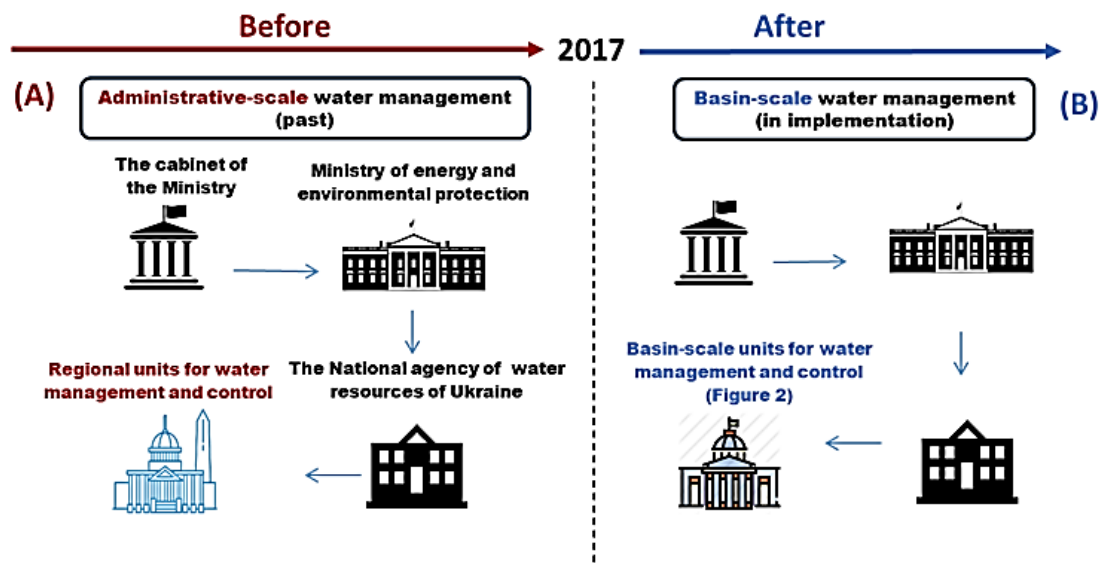 Before
2017
After
(A)
Administrative-scale water management
(past)
Basin-scale water management
(in implementation)
(B)
The cabinet of
the Ministry
Ministry of energy and
environmental protection
Regional units for water
management and control
The National agency of water
resources of Ukraine
Basin-scale units for water
management and control
(Figure 2)